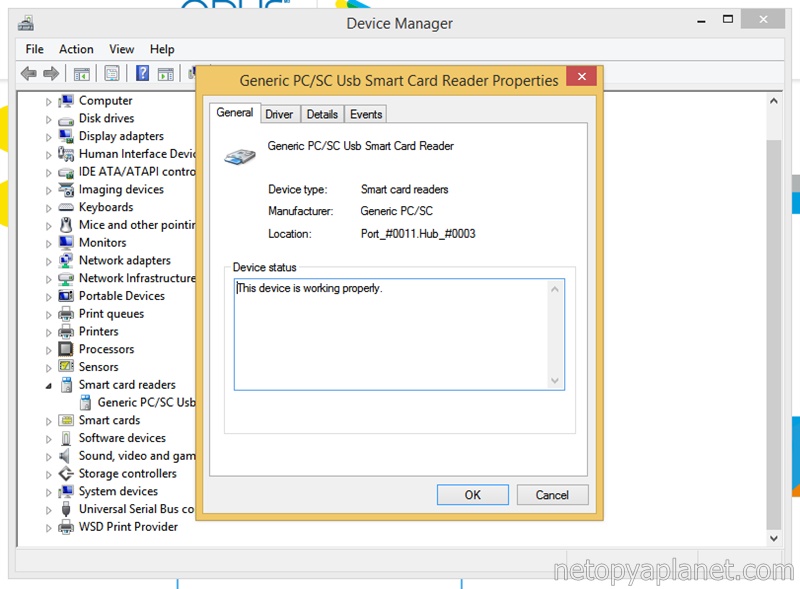 OPUS
Device Manager
File Action View Help
Generic PC/SC Usb Smart Card Reader Properties
General Driver Details Events
Generic PC/SC Usb Smart Card Reader
Device type: Smart card readers
Manufacturer: Generic PC/SC
Location: Port_#0011.Hub_#0003
Device status
This device is working properly.
OK Cancel
Computer
Disk drives
Display adapters
Human Interface Devic
IDE ATA/ATAPI contro
Imaging devices
Keyboards
Mice and other pointin
Monitors
Network adapters
Network Infrastructure
Portable Devices
Print queues
Printers
Processors
Sensors
Smart card readers
Generic PC/SC Usb
Smart cards
Software devices
Sound, video and gam
Storage controllers
System devices
Universal Serial Bus co
WSD Print Provider
netopyaplanet.com